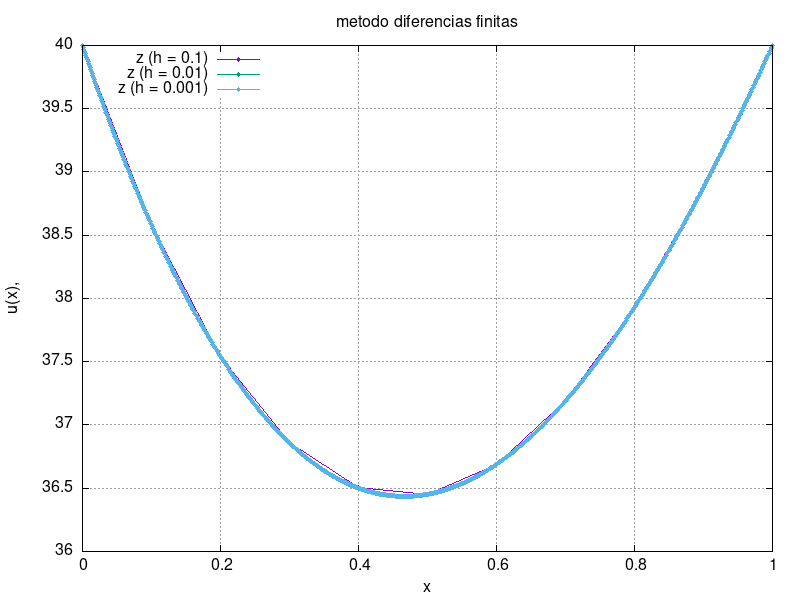 metodo diferencias finitas
40
39.5
39
38.5
38
37.5
37
36.5
36
z (h = 0.1)
z (h = 0.01)
z (h = 0.001)
u(x),
0 0.2 0.4 0.6 0.8 1
x